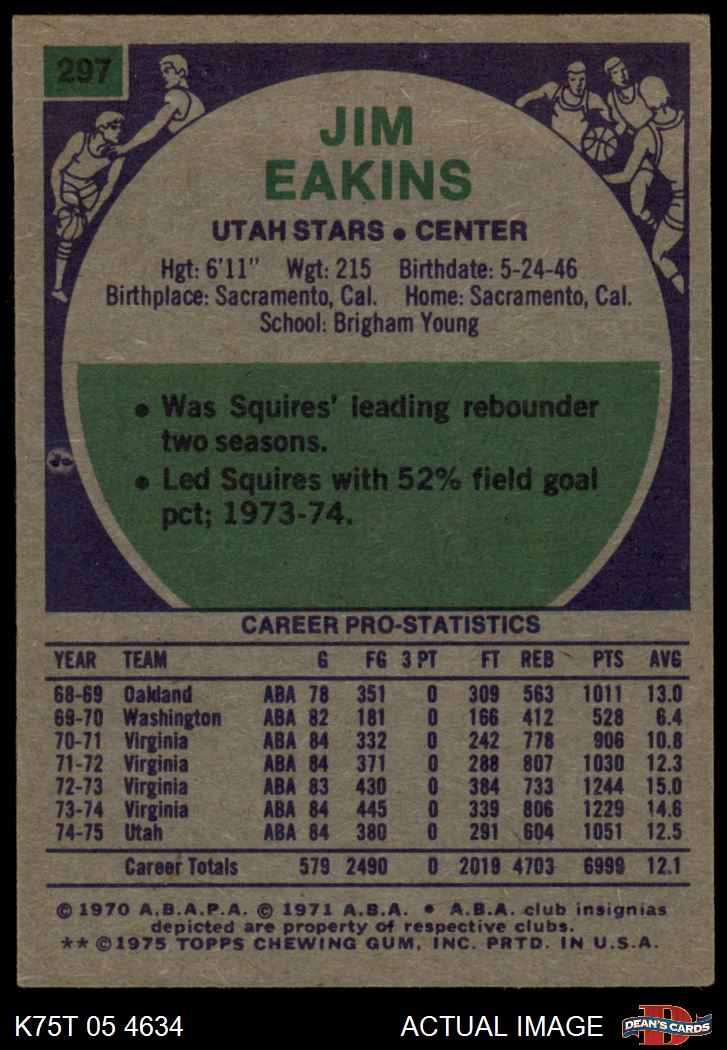 297
JIM
EAKINS
UTAH STARS • CENTER
Hgt: 6'11" Wgt: 215 Birthdate: 5-24-46
Birthplace: Sacramento, Cal. Home: Sacramento, Cal.
School: Brigham Young
• Was Squires' leading rebounder
two seasons.
• Led Squires with 52% field goal
pct; 1973-74.
CAREER PRO-STATISTICS
YEAR TEAM G FG 3 PT FT REB PTS AVG
68-69 Oakland ABA 78 351 0 309 563 1011 13.0
69-70 Washington ABA 82 181 0 166 412 528 6.4
70-71 Virginia ABA 84 332 0 242 778 906 10.8
71-72 Virginia ABA 84 371 0 288 807 1030 12.3
72-73 Virginia ABA 83 430 0 384 733 1244 15.0
73-74 Virginia ABA 84 445 0 339 806 1229 14.6
74-75 Utah ABA 84 380 0 291 604 1051 12.5
Career Totals 579 2490 0 2019 4703 6999 12.1
© 1970 A.B.A.P.A. © 1971 A.B.A. • A.B.A. club insignias
depicted are property of respective clubs.
** © 1975 TOPPS CHEWING GUM, INC. PRTD. IN U.S.A.
K75T 05 4634 ACTUAL IMAGE D DEAN'S CARDS